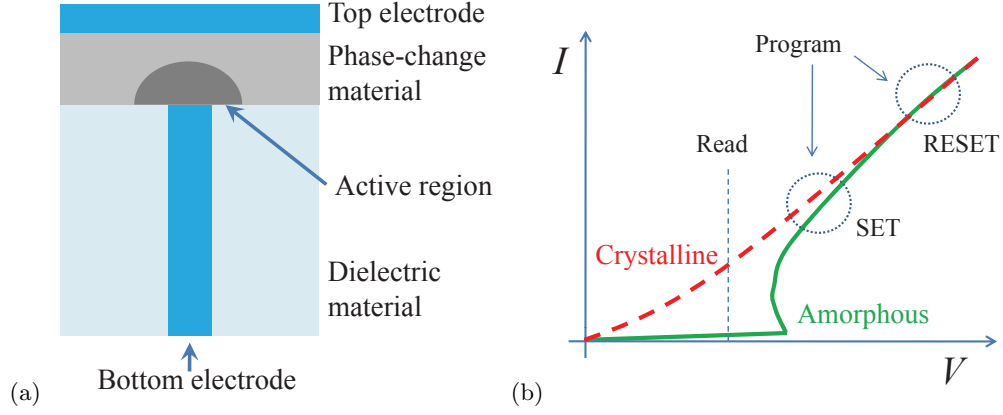 Top electrode
Phase-change
material
Active region
Dielectric
material
Bottom electrode
(a)
I
Program
Read
RESET
SET
Crystalline
Amorphous
V
(b)